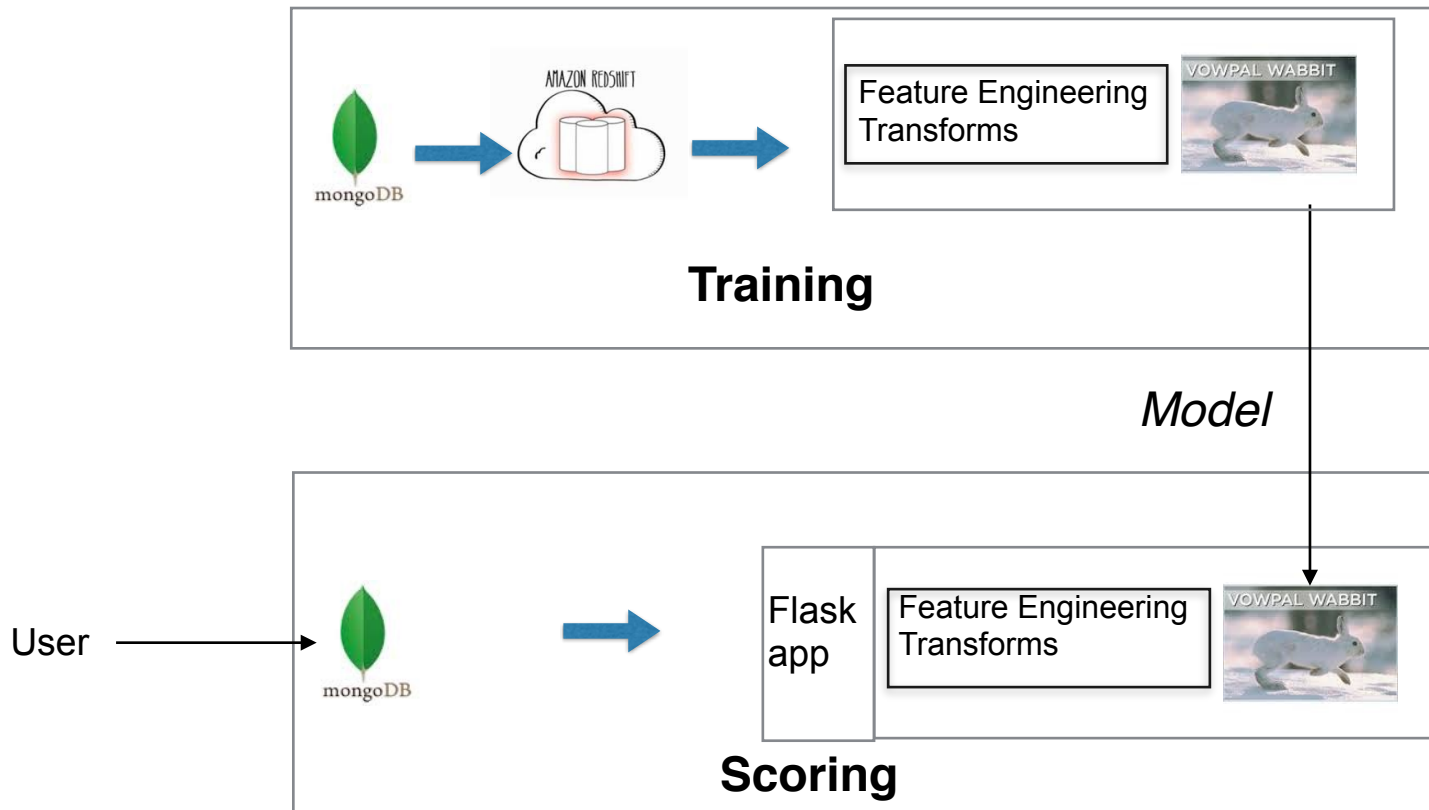 AMAZON REDSHIFT
mongoDB
Feature Engineering
Transforms
VOWPAL WABBIT
Training
Model
User
mongoDB
Flask
app
Feature Engineering
Transforms
VOWPAL WABBIT
Scoring